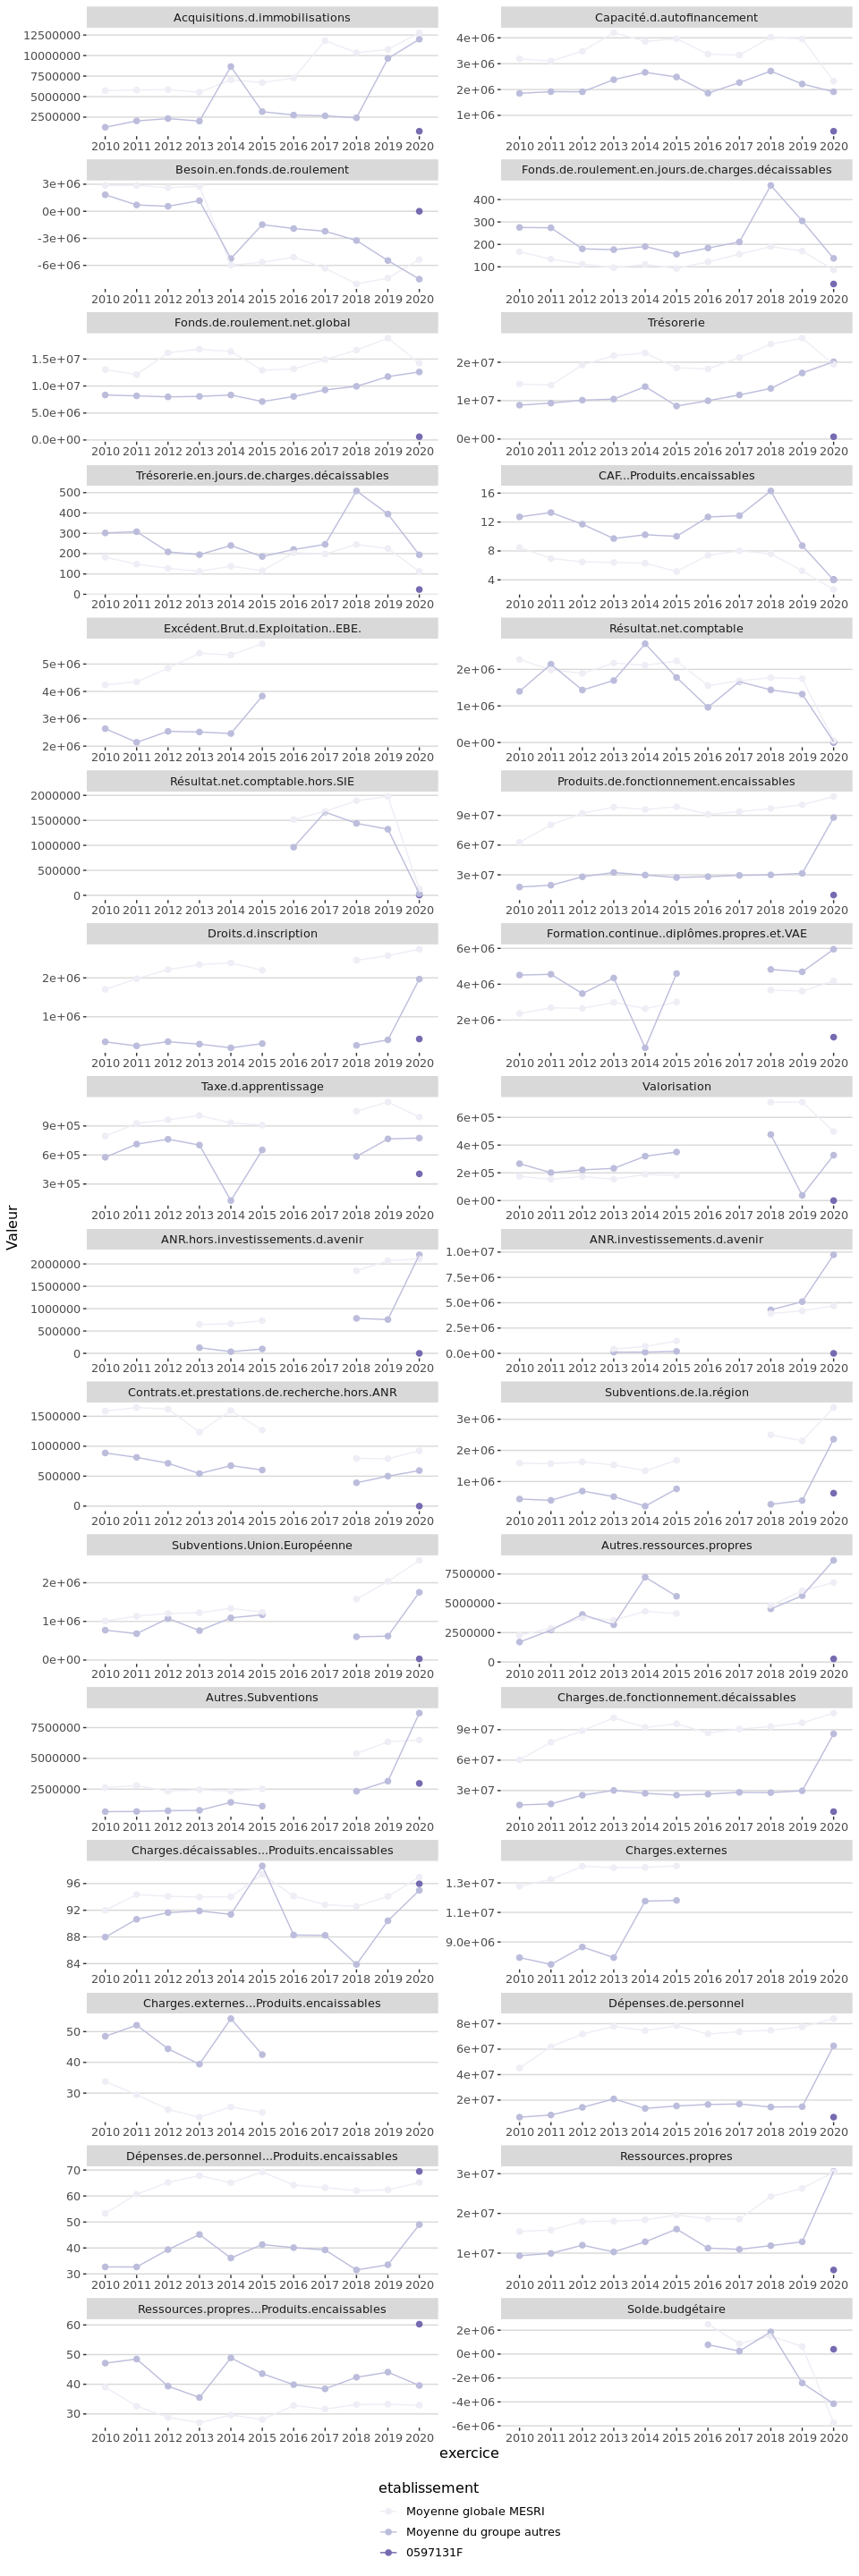 Acquisitions.d.immobilisations
Capacité.d.autofinancement
12500000
10000000
7500000
5000000
2500000
4e+06
3e+06
2e+06
1e+06
2010 2011 2012 2013 2014 2015 2016 2017 2018 2019 2020
2010 2011 2012 2013 2014 2015 2016 2017 2018 2019 2020
Besoin.en.fonds.de.roulement
Fonds.de.roulement.en.jours.de.charges.décaissables
3e+06
0e+00
-3e+06
-6e+06
400
300
200
100
2010 2011 2012 2013 2014 2015 2016 2017 2018 2019 2020
2010 2011 2012 2013 2014 2015 2016 2017 2018 2019 2020
Fonds.de.roulement.net.global
Trésorerie
1.5e+07
1.0e+07
5.0e+06
0.0e+00
2e+07
1e+07
0e+00
2010 2011 2012 2013 2014 2015 2016 2017 2018 2019 2020
2010 2011 2012 2013 2014 2015 2016 2017 2018 2019 2020
Trésorerie.en.jours.de.charges.décaissables
CAF...Produits.encaissables
500
400
300
200
100
0
16
12
8
4
2010 2011 2012 2013 2014 2015 2016 2017 2018 2019 2020
2010 2011 2012 2013 2014 2015 2016 2017 2018 2019 2020
Excédent.Brut.d.Exploitation..EBE.
Résultat.net.comptable
5e+06
4e+06
3e+06
2e+06
2e+06
1e+06
0e+00
2010 2011 2012 2013 2014 2015 2016 2017 2018 2019 2020
2010 2011 2012 2013 2014 2015 2016 2017 2018 2019 2020
Résultat.net.comptable.hors.SIE
Produits.de.fonctionnement.encaissables
2000000
1500000
1000000
500000
0
9e+07
6e+07
3e+07
2010 2011 2012 2013 2014 2015 2016 2017 2018 2019 2020
2010 2011 2012 2013 2014 2015 2016 2017 2018 2019 2020
Droits.d.inscription
Formation.continue..diplômes.propres.et.VAE
2e+06
1e+06
6e+06
4e+06
2e+06
2010 2011 2012 2013 2014 2015 2016 2017 2018 2019 2020
2010 2011 2012 2013 2014 2015 2016 2017 2018 2019 2020
Taxe.d.apprentissage
Valorisation
9e+05
6e+05
3e+05
6e+05
4e+05
2e+05
0e+00
2010 2011 2012 2013 2014 2015 2016 2017 2018 2019 2020
2010 2011 2012 2013 2014 2015 2016 2017 2018 2019 2020
Valeur
ANR.hors.investissements.d.avenir
ANR.investissements.d.avenir
2000000
1500000
1000000
500000
0
1.0e+07
7.5e+06
5.0e+06
2.5e+06
0.0e+00
2010 2011 2012 2013 2014 2015 2016 2017 2018 2019 2020
2010 2011 2012 2013 2014 2015 2016 2017 2018 2019 2020
Contrats.et.prestations.de.recherche.hors.ANR
Subventions.de.la.région
1500000
1000000
500000
0
3e+06
2e+06
1e+06
2010 2011 2012 2013 2014 2015 2016 2017 2018 2019 2020
2010 2011 2012 2013 2014 2015 2016 2017 2018 2019 2020
Subventions.Union.Européenne
Autres.ressources.propres
2e+06
1e+06
0e+00
7500000
5000000
2500000
0
2010 2011 2012 2013 2014 2015 2016 2017 2018 2019 2020
2010 2011 2012 2013 2014 2015 2016 2017 2018 2019 2020
Autres.Subventions
Charges.de.fonctionnement.décaissables
7500000
5000000
2500000
9e+07
6e+07
3e+07
2010 2011 2012 2013 2014 2015 2016 2017 2018 2019 2020
2010 2011 2012 2013 2014 2015 2016 2017 2018 2019 2020
Charges.décaissables...Produits.encaissables
Charges.externes
96
92
88
84
1.3e+07
1.1e+07
9.0e+06
2010 2011 2012 2013 2014 2015 2016 2017 2018 2019 2020
2010 2011 2012 2013 2014 2015 2016 2017 2018 2019 2020
Charges.externes...Produits.encaissables
Dépenses.de.personnel
50
40
30
8e+07
6e+07
4e+07
2e+07
2010 2011 2012 2013 2014 2015 2016 2017 2018 2019 2020
2010 2011 2012 2013 2014 2015 2016 2017 2018 2019 2020
Dépenses.de.personnel...Produits.encaissables
Ressources.propres
70
60
50
40
30
3e+07
2e+07
1e+07
2010 2011 2012 2013 2014 2015 2016 2017 2018 2019 2020
2010 2011 2012 2013 2014 2015 2016 2017 2018 2019 2020
Ressources.propres...Produits.encaissables
Solde.budgétaire
60
50
40
30
2e+06
0e+00
-2e+06
-4e+06
-6e+06
2010 2011 2012 2013 2014 2015 2016 2017 2018 2019 2020
2010 2011 2012 2013 2014 2015 2016 2017 2018 2019 2020
exercice
etablissement
Moyenne globale MESRI
Moyenne du groupe autres
0597131F